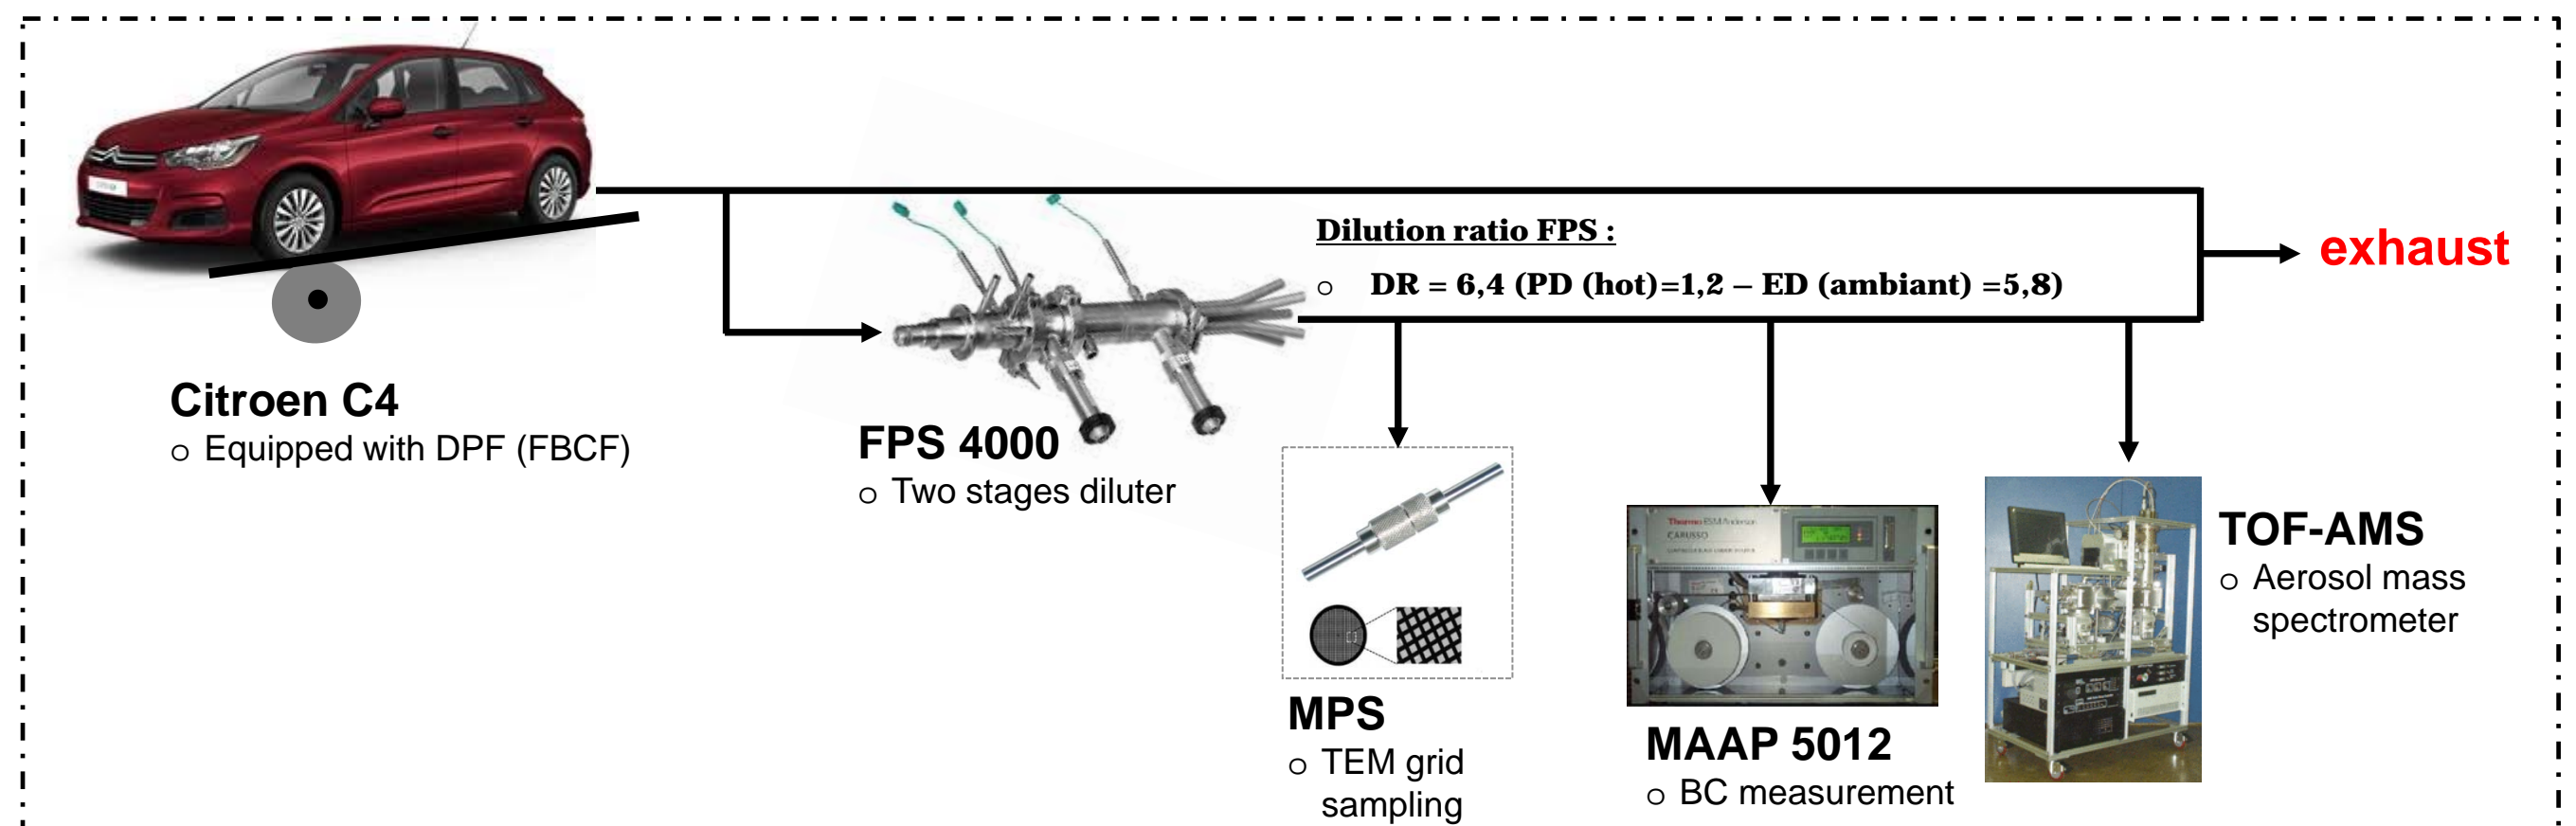 Dilution ratio FPS :
o DR = 6,4 (PD (hot)=1,2 – ED (ambiant) =5,8)
exhaust
Citroen C4
o Equipped with DPF (FBCF)
FPS 4000
o Two stages diluter
MPS
o TEM grid
sampling
Thermo
CARUSSO
MAAP 5012
o BC measurement
TOF-AMS
o Aerosol mass
spectrometer